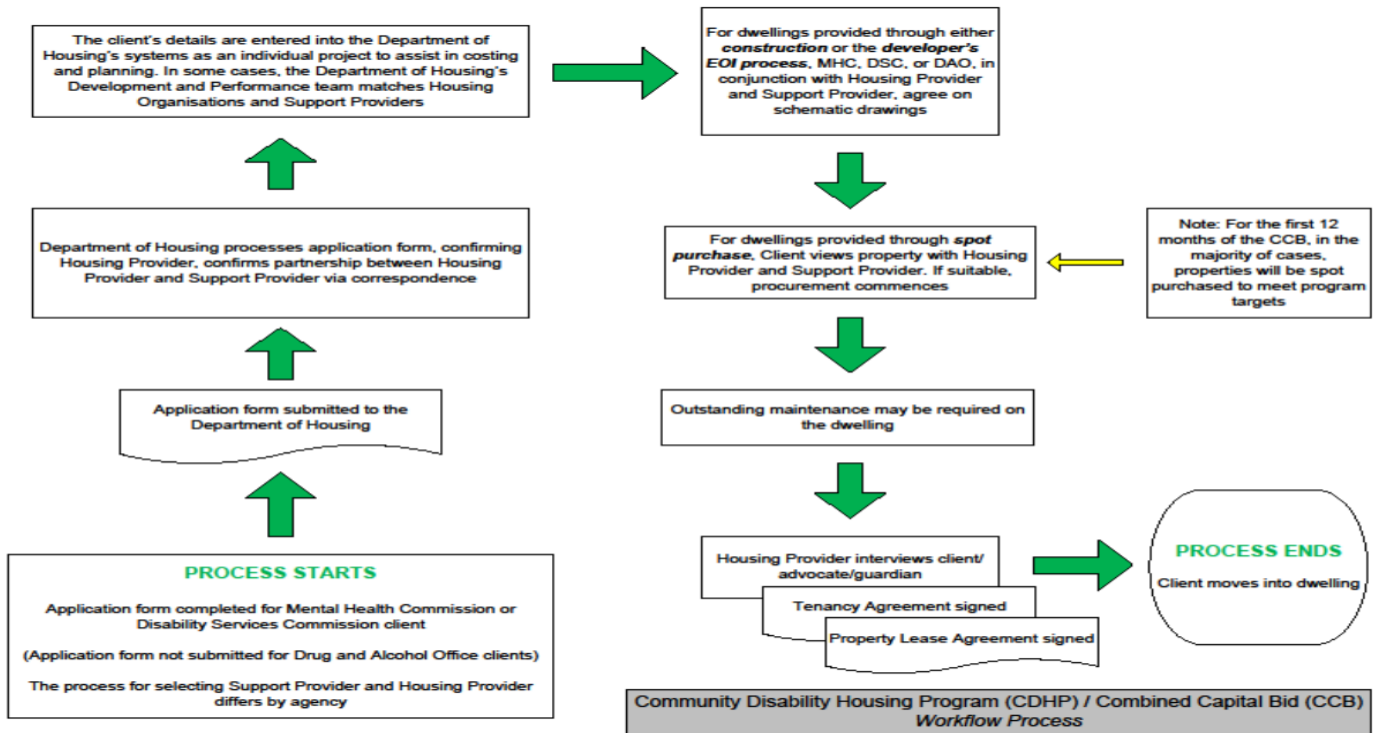 The client's details are entered into the Department of
Housing's systems as an individual project to assist in costing
and planning. In some cases, the Department of Housing's
Development and Performance team matches Housing
Organisations and Support Providers
For dwellings provided through either
construction or the developer's
EOI process, MHC, DSC, or DAO, in
conjunction with Housing Provider
and Support Provider, agree on
schematic drawings
Department of Housing processes application form, confirming
Housing Provider, confirms partnership between Housing
Provider and Support Provider via correspondence
For dwellings provided through spot
purchase, Client views property with Housing
Provider and Support Provider. If suitable,
procurement commences
Note: For the first 12
months of the CCB, in the
majority of cases,
properties will be spot
purchased to meet program
targets
Application form submitted to the
Department of Housing
Outstanding maintenance may be required on
the dwelling
PROCESS STARTS
Application form completed for Mental Health Commission or
Disability Services Commission client
(Application form not submitted for Drug and Alcohol Office clients)
The process for selecting Support Provider and Housing Provider
differs by agency
Housing Provider interviews client/
advocate/guardian
Tenancy Agreement signed
Property Lease Agreement signed
PROCESS ENDS
Client moves into dwelling
Community Disability Housing Program (CDHP) / Combined Capital Bid (CCB)
Workflow Process